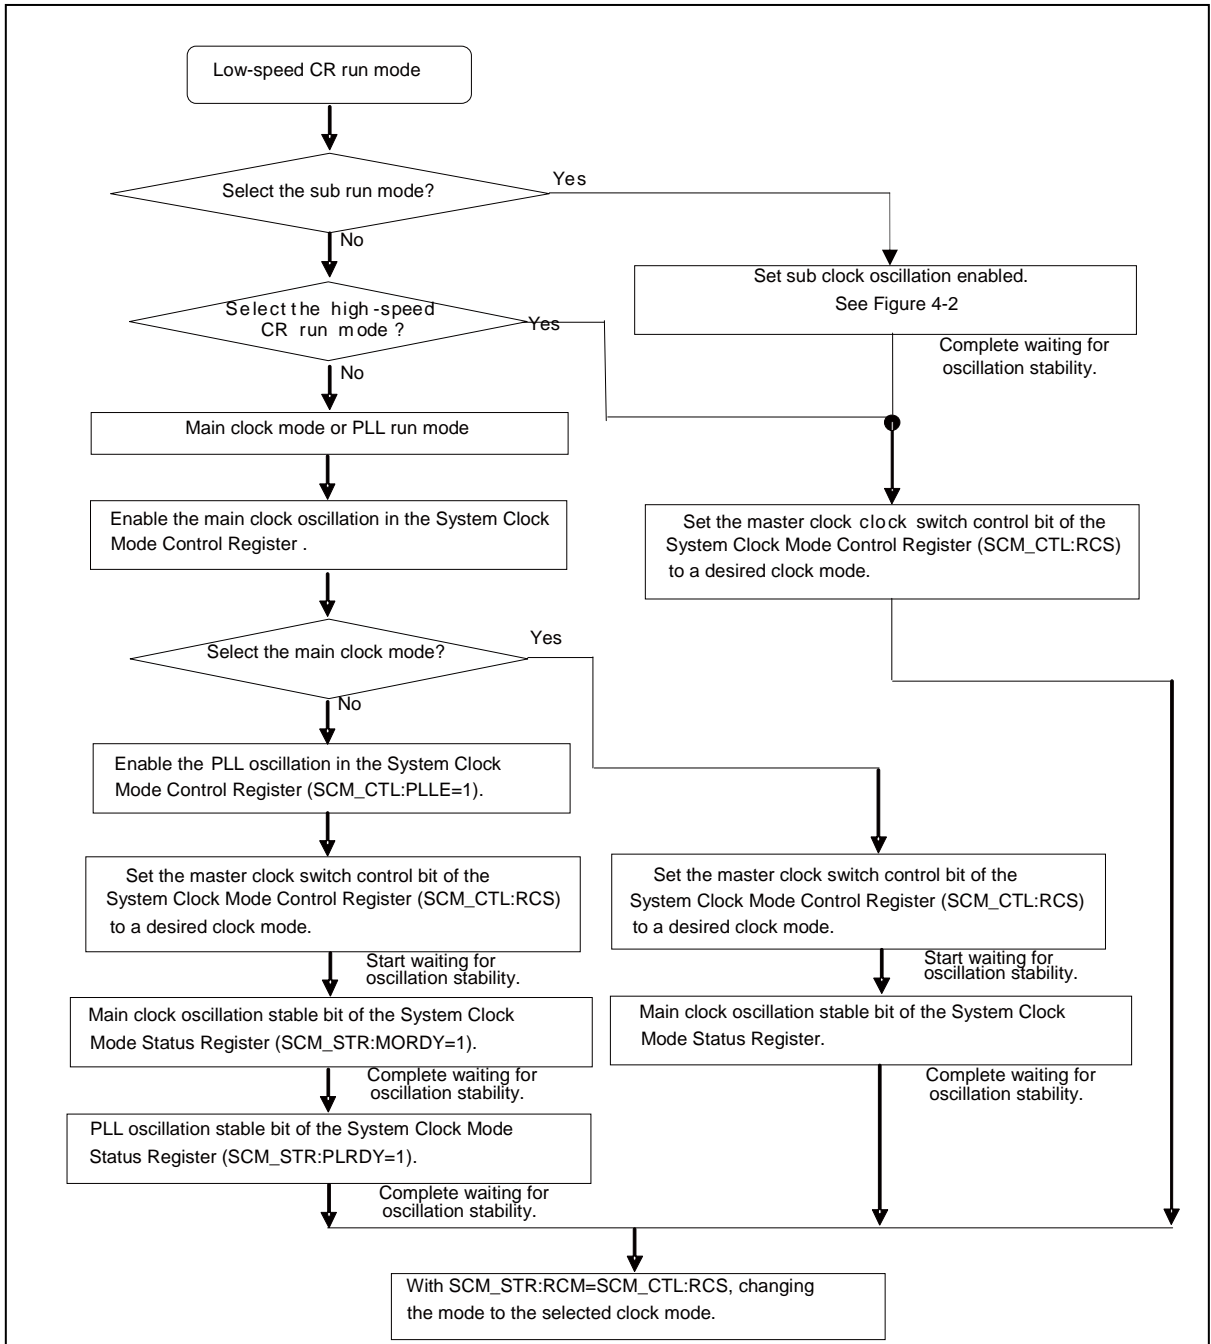 Low-speed CR run mode
Select the sub run mode?
Yes
No
Set sub clock oscillation enabled.
See Figure 4-2
Select the high-speed
CR run mode ?
Yes
Complete waiting for
oscillation stability.
No
Main clock mode or PLL run mode
Enable the main clock oscillation in the System Clock
Mode Control Register .
Set the master clock clock switch control bit of the
System Clock Mode Control Register (SCM_CTL:RCS)
to a desired clock mode.
Select the main clock mode?
Yes
No
Enable the PLL oscillation in the System Clock
Mode Control Register (SCM_CTL:PLLE=1).
Set the master clock switch control bit of the
System Clock Mode Control Register (SCM_CTL:RCS)
to a desired clock mode.
Set the master clock switch control bit of the
System Clock Mode Control Register (SCM_CTL:RCS)
to a desired clock mode.
Start waiting for
oscillation stability.
Start waiting for
oscillation stability.
Main clock oscillation stable bit of the System Clock
Mode Status Register (SCM_STR:MORDY=1).
Main clock oscillation stable bit of the System Clock
Mode Status Register.
Complete waiting for
oscillation stability.
Complete waiting for
oscillation stability.
PLL oscillation stable bit of the System Clock Mode
Status Register (SCM_STR:PLRDY=1).
Complete waiting for
oscillation stability.
With SCM_STR:RCM=SCM_CTL:RCS, changing
the mode to the selected clock mode.